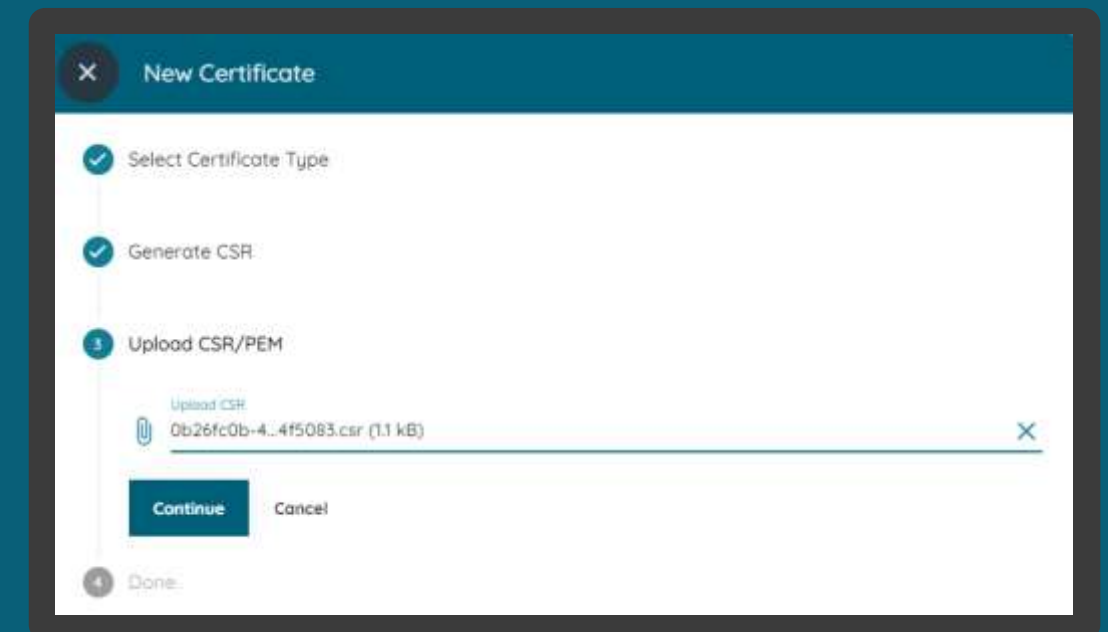 New Certificate
Select Certificate Type
Generate CSR
3 Upload CSR/PEM
Upload CSR
0b26fc0b-4...4f5083.csr (1.1 kB)
Continue Cancel
4 Done